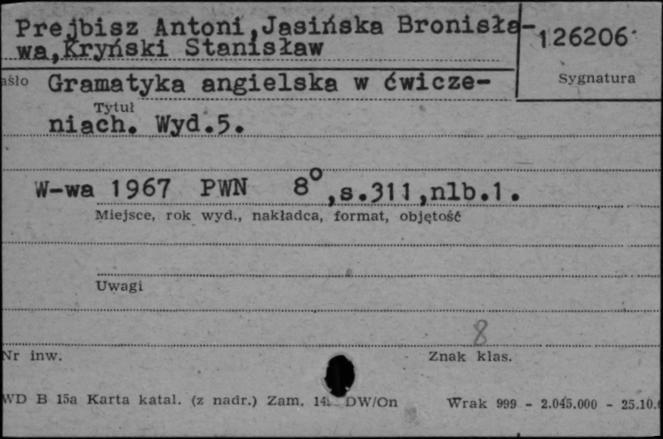 Prejbisz Antoni, Jasińska Bronisła-
wa, Kryński Stanisław
126206
asło Gramatyka angielska w ćwicze-
Sygnatura
Tytuł
niach. Wyd.5.
W-wa 1967 PWN 8°, s.311, nlb.1.
Miejsce, rok wyd., nakładca, format, objętość
Uwagi
8
Nr inw. Znak klas.
WD B 15a Karta katal. (z nadr.) Zam. 14 DW/On Wrak 999 - 2.045.000 - 25.10.